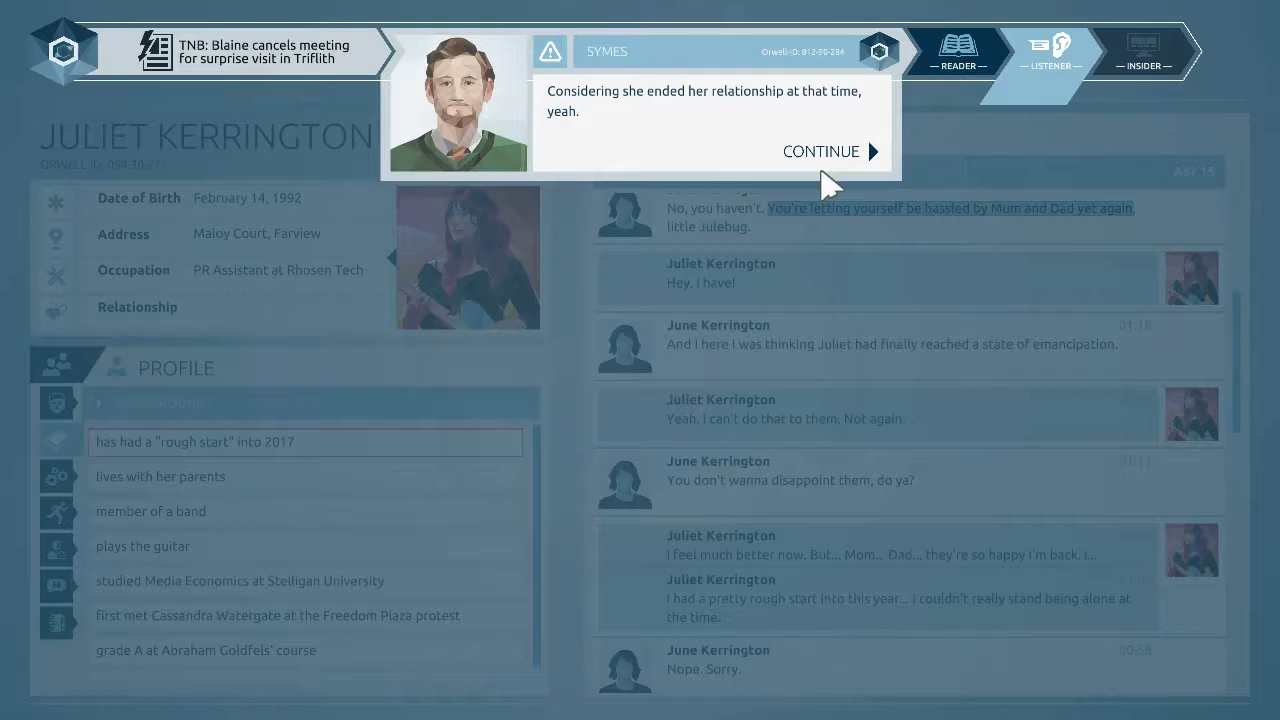 TNB: Blaine cancels meeting
for surprise visit in Triflith
SYMES
Orwell-ID: 812-90-284
Considering she ended her relationship at that time,
yeah.
CONTINUE
— READER —
— LISTENER —
— INSIDER —
JULIET KERRINGTON
Date of Birth February 14, 1992
Address Maloy Court, Farview
Occupation PR Assistant at Rhosen Tech
Relationship
PROFILE
has had a "rough start" into 2017
lives with her parents
member of a band
plays the guitar
studied Media Economics at Stelligan University
first met Cassandra Watergate at the Freedom Plaza protest
grade A at Abraham Goldfels' course
No, you haven't. You're letting yourself be hassled by Mum and Dad yet again,
little Julebug.
Juliet Kerrington
Hey. I have!
June Kerrington 01:18
And I here I was thinking Juliet had finally reached a state of emancipation.
Juliet Kerrington
Yeah, I can't do that to them. Not again.
June Kerrington 01:11
You don't wanna disappoint them, do ya?
Juliet Kerrington
I feel much better now. But... Mom... Dad... they're so happy I'm back. I...
Juliet Kerrington
I had a pretty rough start into this year... I couldn't really stand being alone at
the time.
June Kerrington 00:58
Nope. Sorry.